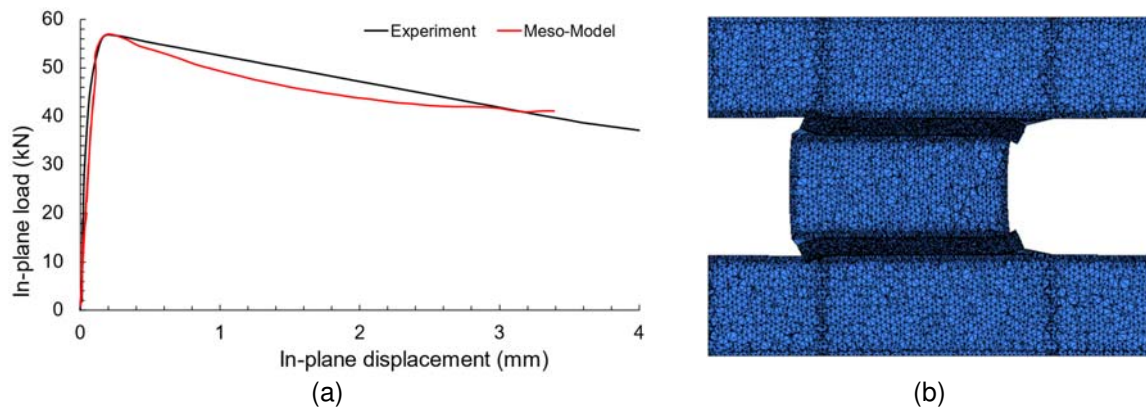 60
50
40
30
20
10
0
In-plane load (kN)
Experiment
Meso-Model
0 1 2 3 4
In-plane displacement (mm)
(a)
(b)